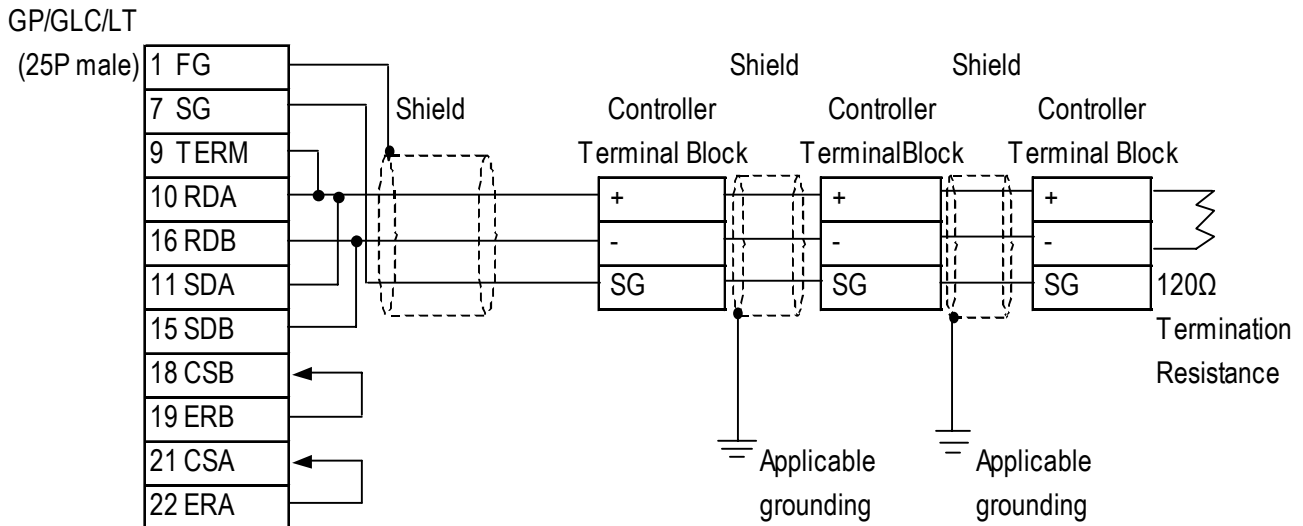 GP/GLC/LT
(25P male)
1 FG
7 SG
9 TERM
10 RDA
16 RDB
11 SDA
15 SDB
18 CSB
19 ERB
21 CSA
22 ERA
Shield
Shield
Shield
Controller
Terminal Block
+
-
SG
Controller
TerminalBlock
+
-
SG
Controller
Terminal Block
+
-
SG
120Ω
Termination
Resistance
Applicable
grounding
Applicable
grounding